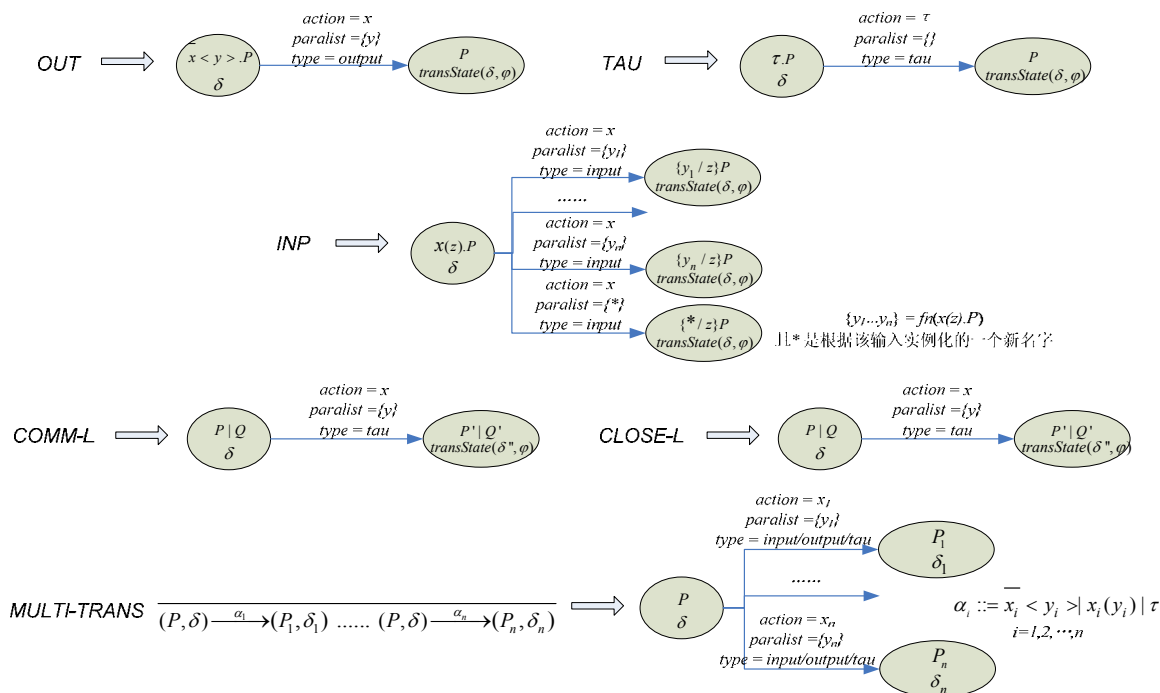 OUT
x̅ < y > .P
δ
action = x
paralist ={y}
type = output
P
transState(δ, φ)
TAU
τ.P
δ
action = τ
paralist ={}
type = tau
P
transState(δ, φ)
INP
x(z).P
δ
action = x
paralist ={y₁}
type = input
{y₁ / z}P
transState(δ, φ)
......
action = x
paralist ={yₙ}
type = input
{yₙ / z}P
transState(δ, φ)
action = x
paralist ={*}
type = input
{* / z}P
transState(δ, φ)
{y₁...yₙ} = fn(x(z).P)
且* 是根据该输入实例化的一个新名字
COMM-L
P | Q
δ
action = x
paralist ={y}
type = tau
P' | Q'
transState(δ'', φ)
CLOSE-L
P | Q
δ
action = x
paralist ={y}
type = tau
P' | Q'
transState(δ'', φ)
MULTI-TRANS
(P, δ) —α₁→ (P₁, δ₁) ...... (P, δ) —αₙ→ (Pₙ, δₙ)
P
δ
action = x₁
paralist ={y₁}
type = input/output/tau
P₁
δ₁
......
action = xₙ
paralist ={yₙ}
type = input/output/tau
Pₙ
δₙ
αᵢ ::= x̅ᵢ < yᵢ >| xᵢ(yᵢ) | τ
i=1,2, ⋯,n